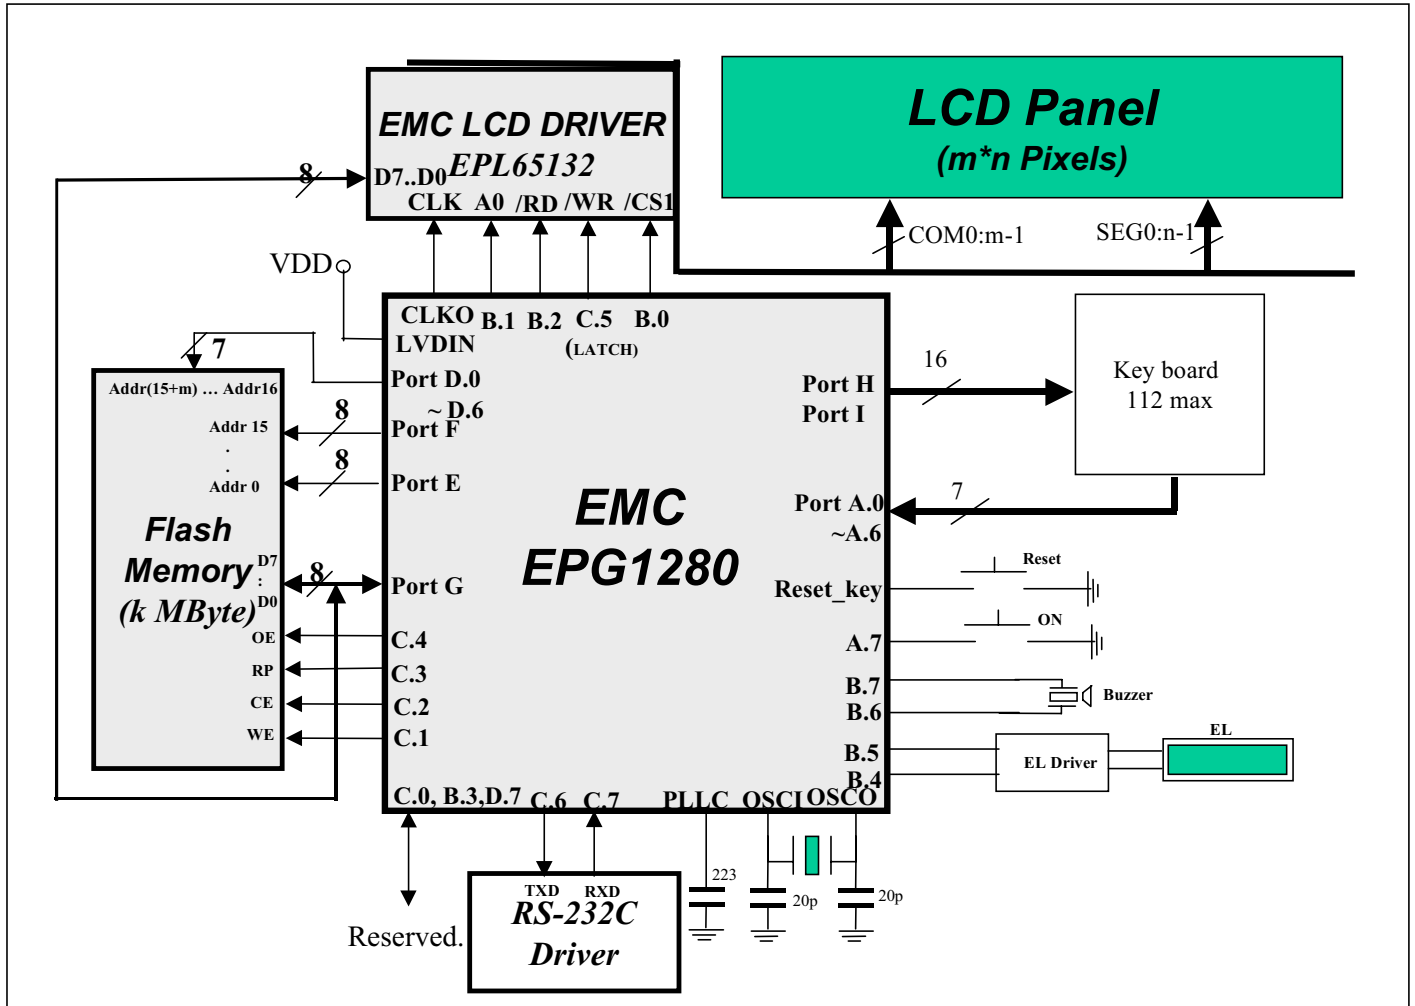 EMC LCD DRIVER
EPL65132
D7..D0
CLK A0 /RD /WR /CS1
8
LCD Panel
(m*n Pixels)
COM0:m-1
SEG0:n-1
VDD
CLKO B.1 B.2 C.5 B.0
(LATCH)
LVDIN
Port D.0
~ D.6
Port F
Port E
Port G
C.4
C.3
C.2
C.1
C.0, B.3,D.7 C.6 C.7 PLLC OSCI OSCO
EMC
EPG1280
Port H
Port I
Port A.0
~A.6
Reset_key
A.7
B.7
B.6
B.5
B.4
7
8
8
8
Addr(15+m) ... Addr16
Addr 15
.
.
Addr 0
Flash
Memory
(k MByte)
D7
:
D0
OE
RP
CE
WE
16
Key board
112 max
7
Reset
ON
Buzzer
EL Driver
EL
Reserved.
TXD RXD
RS-232C
Driver
223
20p
20p